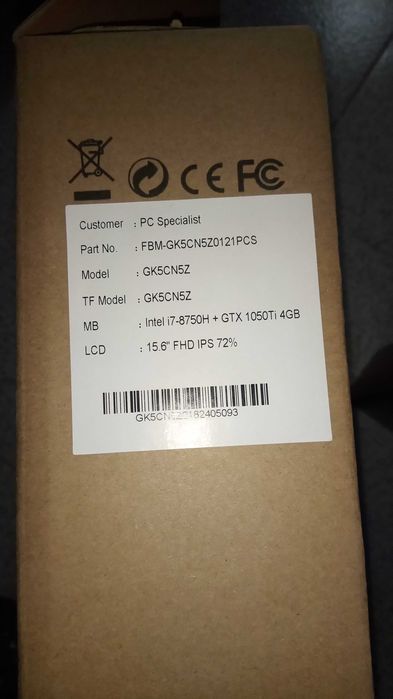 CE FC
Customer : PC Specialist
Part No. : FBM-GK5CN5Z0121PCS
Model : GK5CN5Z
TF Model : GK5CN5Z
MB : Intel i7-8750H + GTX 1050Ti 4GB
LCD : 15.6" FHD IPS 72%